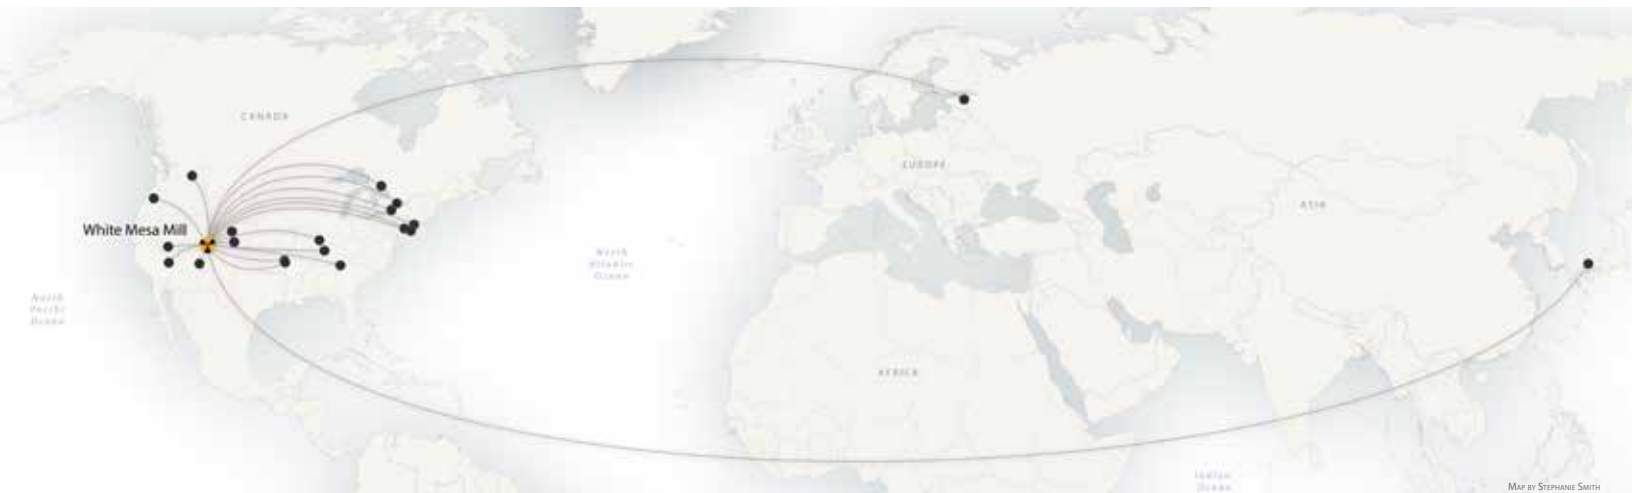 CANADA
EUROPE
ASIA
White Mesa Mill
North
Atlantic
Ocean
North
Pacific
Ocean
AFRICA
Indian
Ocean
MAP BY STEPHANIE SMITH